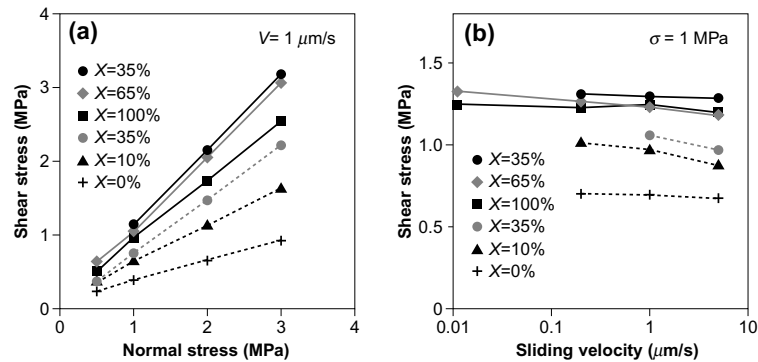 (a)
V= 1 μm/s
X=35%
X=65%
X=100%
X=35%
X=10%
X=0%
Shear stress (MPa)
4
3
2
1
0
0
1
2
3
4
Normal stress (MPa)
(b)
σ = 1 MPa
X=35%
X=65%
X=100%
X=35%
X=10%
X=0%
Shear stress (MPa)
1.5
1.0
0.5
0
0.01
0.1
1
10
Sliding velocity (μm/s)